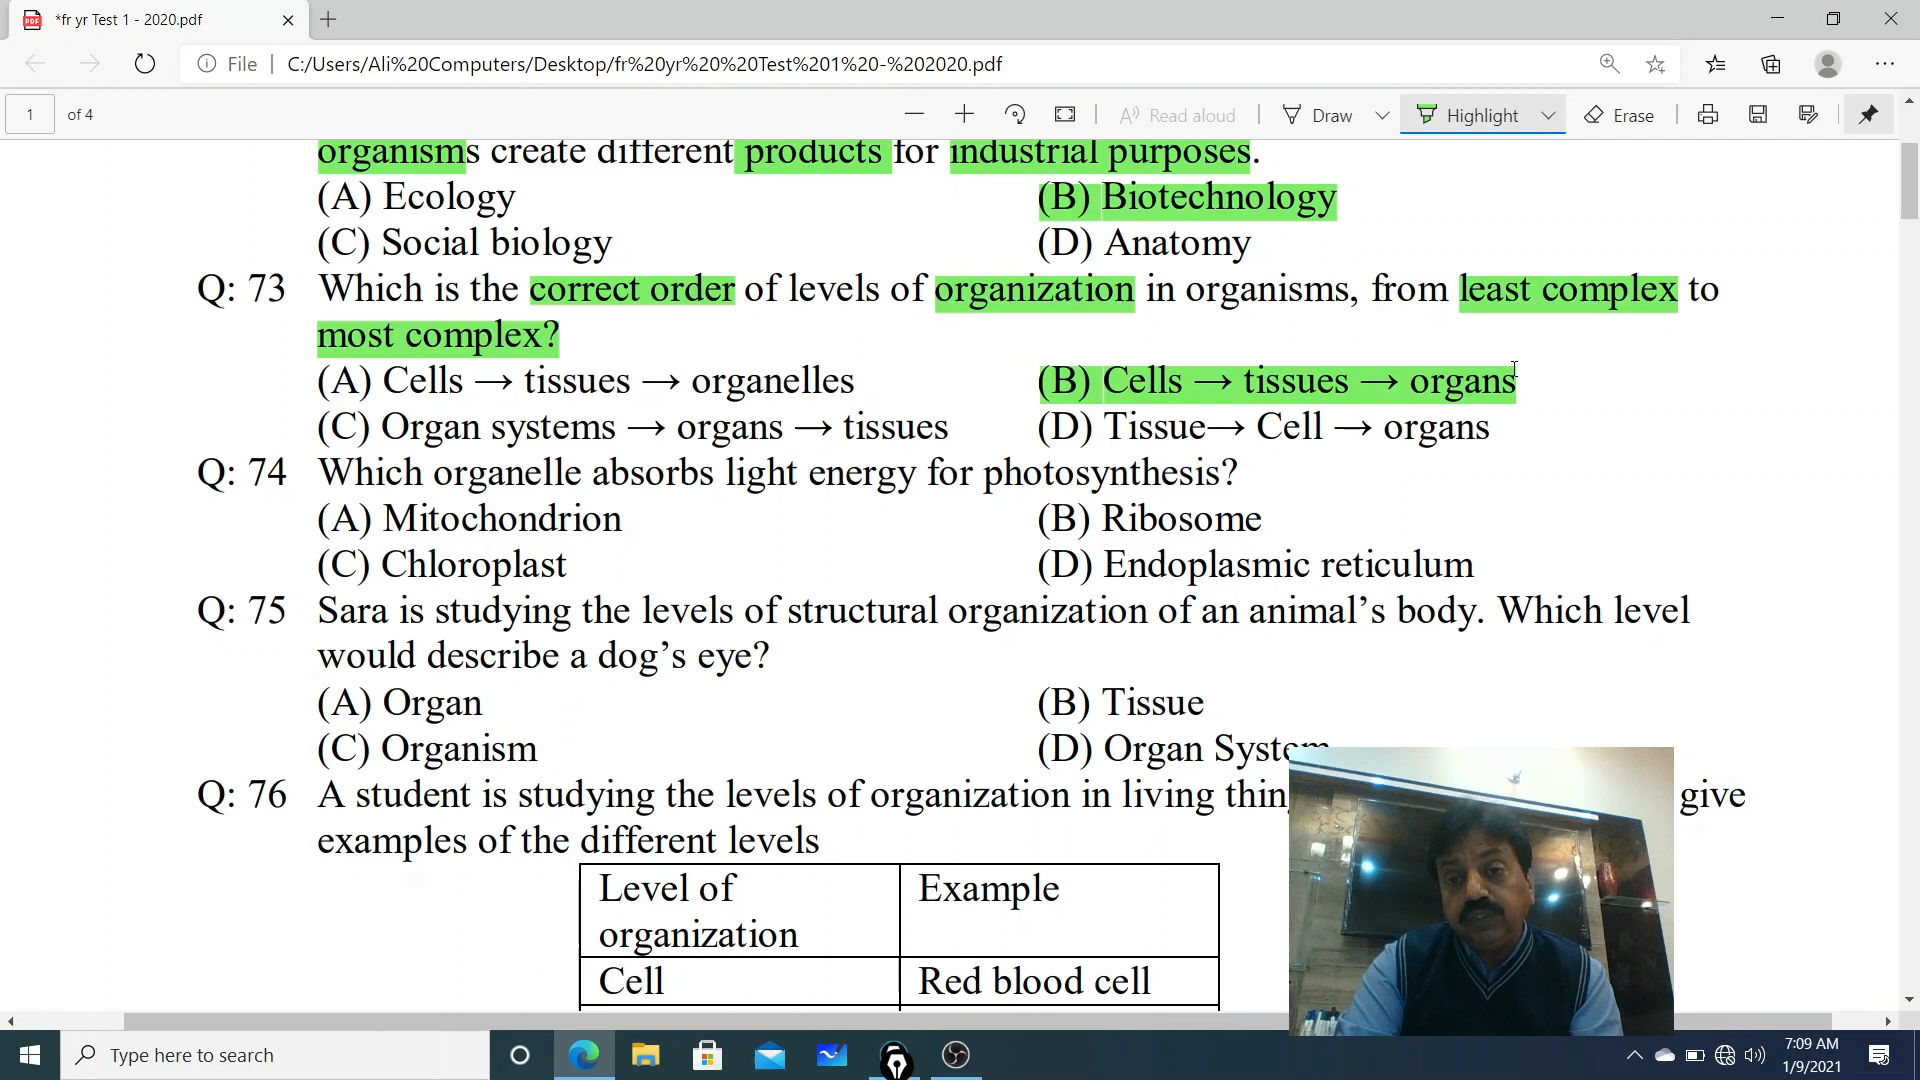 *fr yr Test 1 - 2020.pdf
File
C:/Users/Ali%20Computers/Desktop/fr%20yr%20%20Test%201%20-%202020.pdf
1 of 4
Read aloud
Draw
Highlight
Erase
organisms create different products for industrial purposes.
(A) Ecology (B) Biotechnology
(C) Social biology (D) Anatomy
Q: 73 Which is the correct order of levels of organization in organisms, from least complex to
most complex?
(A) Cells → tissues → organelles (B) Cells → tissues → organs
(C) Organ systems → organs → tissues (D) Tissue→ Cell → organs
Q: 74 Which organelle absorbs light energy for photosynthesis?
(A) Mitochondrion (B) Ribosome
(C) Chloroplast (D) Endoplasmic reticulum
Q: 75 Sara is studying the levels of structural organization of an animal’s body. Which level
would describe a dog’s eye?
(A) Organ (B) Tissue
(C) Organism (D) Organ System
Q: 76 A student is studying the levels of organization in living thin give
examples of the different levels
Level of Example
organization
Cell Red blood cell
Type here to search
7:09 AM
1/9/2021